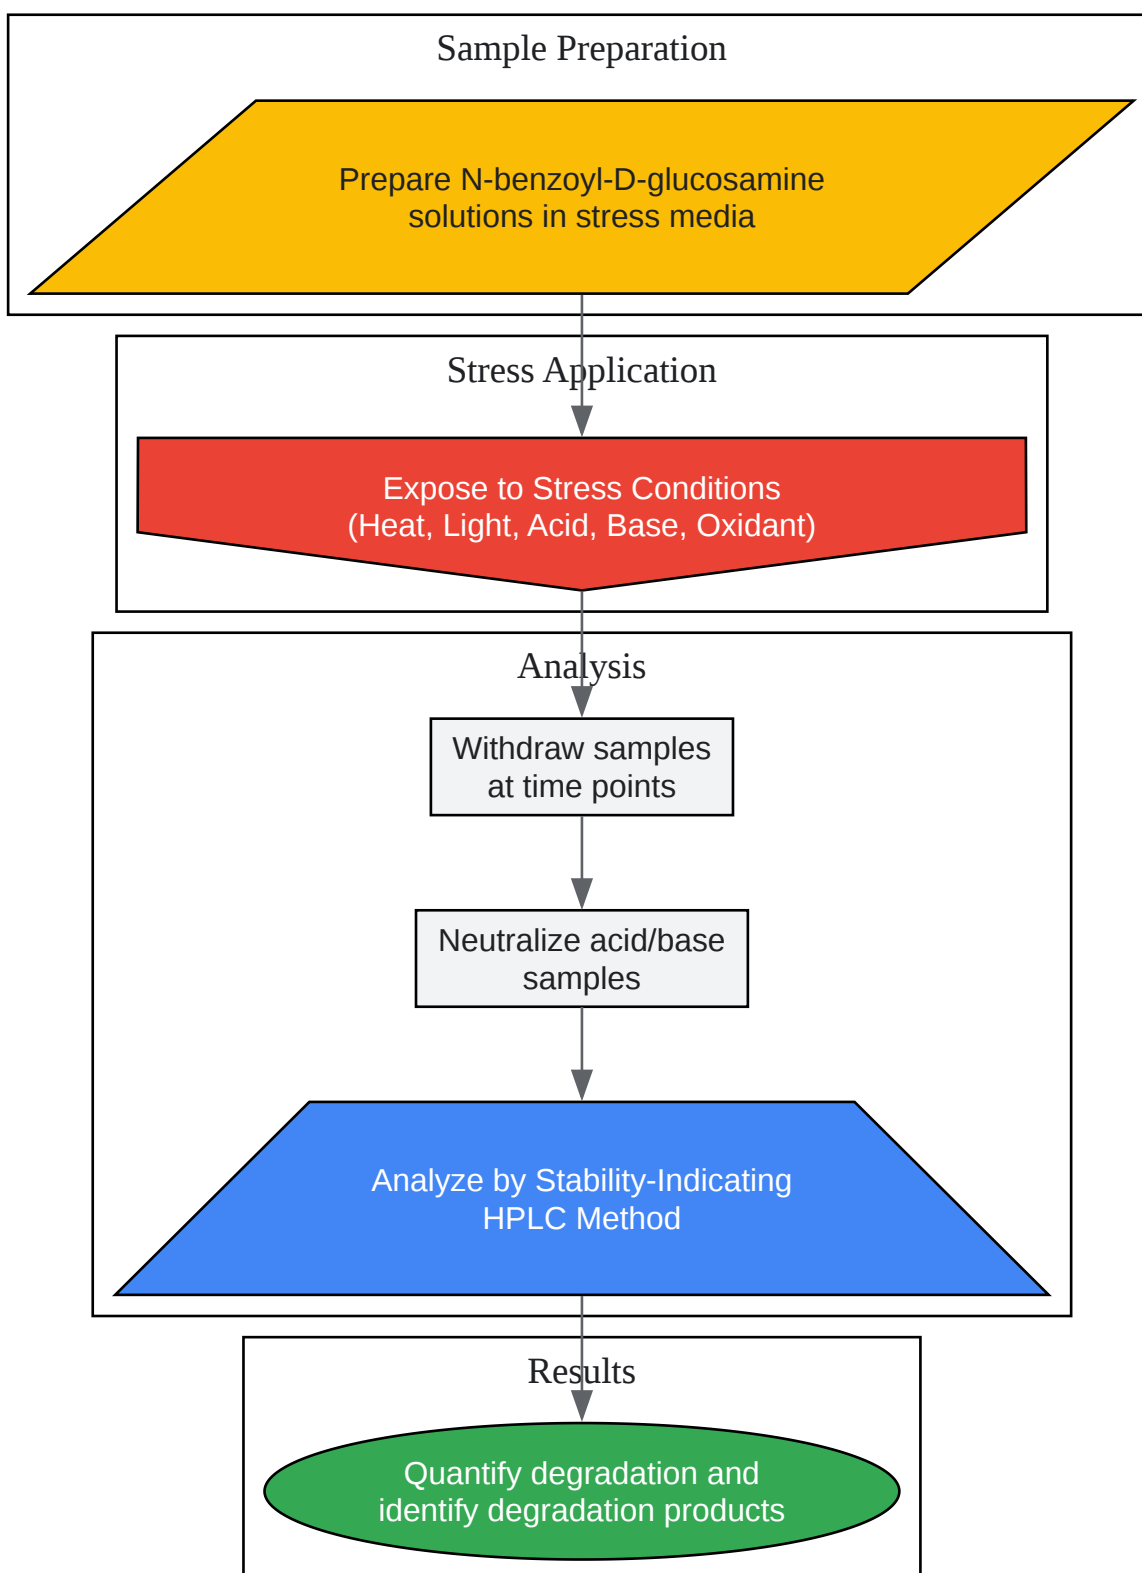 Sample Preparation
Prepare N-benzoyl-D-glucosamine
solutions in stress media
Stress Application
Expose to Stress Conditions
(Heat, Light, Acid, Base, Oxidant)
Analysis
Withdraw samples
at time points
Neutralize acid/base
samples
Analyze by Stability-Indicating
HPLC Method
Results
Quantify degradation and
identify degradation products